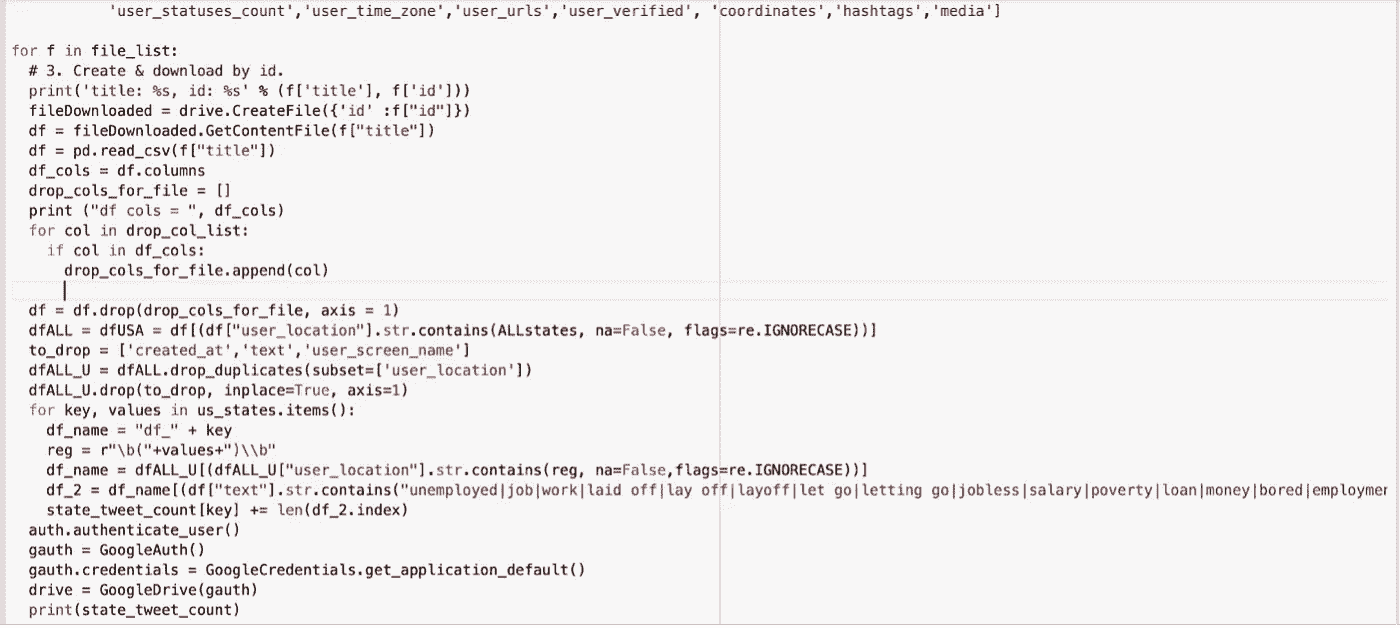 'user_statuses_count','user_time_zone','user_urls','user_verified', 'coordinates','hashtags','media']
for f in file_list:
# 3. Create & download by id.
print('title: %s, id: %s' % (f['title'], f['id']))
fileDownloaded = drive.CreateFile({'id' :f["id"]})
df = fileDownloaded.GetContentFile(f["title"])
df = pd.read_csv(f["title"])
df_cols = df.columns
drop_cols_for_file = []
print ("df cols = ", df_cols)
for col in drop_col_list:
if col in df_cols:
drop_cols_for_file.append(col)
df = df.drop(drop_cols_for_file, axis = 1)
dfALL = dfUSA = df[(df["user_location"].str.contains(ALLstates, na=False, flags=re.IGNORECASE))]
to_drop = ['created_at','text','user_screen_name']
dfALL_U = dfALL.drop_duplicates(subset=['user_location'])
dfALL_U.drop(to_drop, inplace=True, axis=1)
for key, values in us_states.items():
df_name = "df_" + key
reg = r"\b("+values+")\\b"
df_name = dfALL_U[(dfALL_U["user_location"].str.contains(reg, na=False,flags=re.IGNORECASE))]
df_2 = df_name[(df["text"].str.contains("unemployed|job|work|laid off|lay off|layoff|let go|letting go|jobless|salary|poverty|loan|money|bored|employmer
state_tweet_count[key] += len(df_2.index)
auth.authenticate_user()
gauth = GoogleAuth()
gauth.credentials = GoogleCredentials.get_application_default()
drive = GoogleDrive(gauth)
print(state_tweet_count)